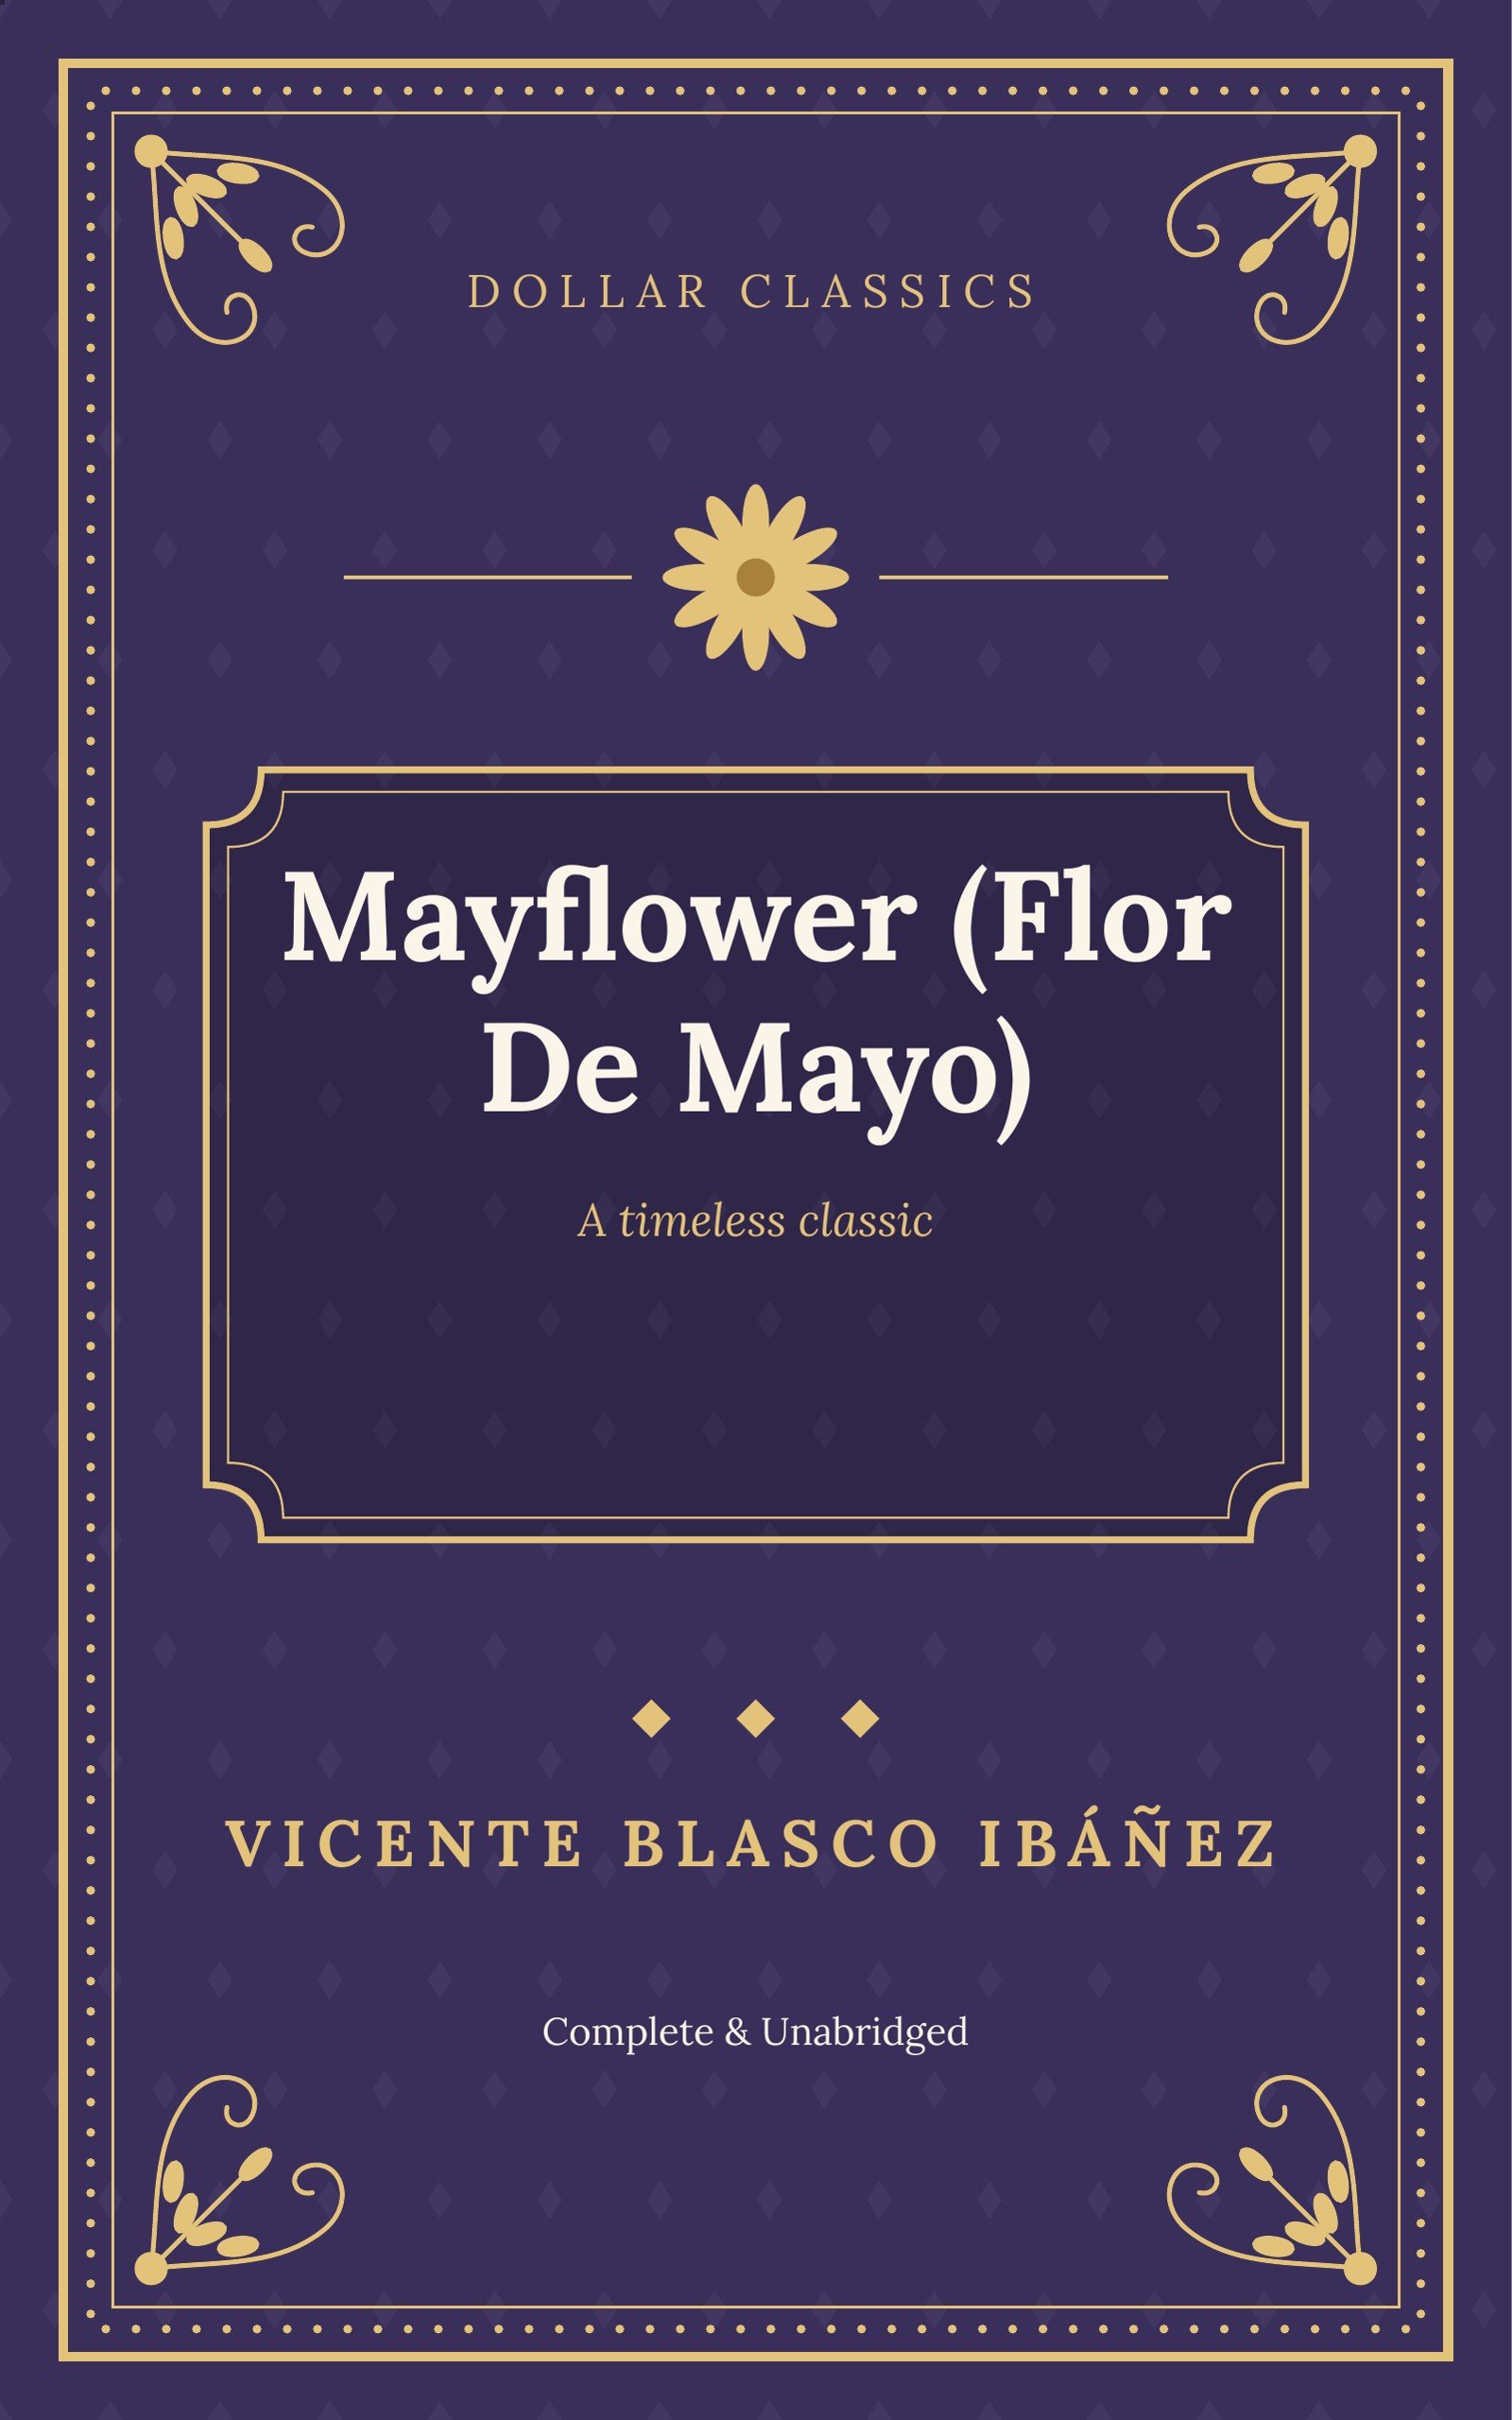 DOLLAR CLASSICS
Mayflower (Flor
De Mayo)
A timeless classic
VICENTE BLASCO IBÁÑEZ
Complete & Unabridged